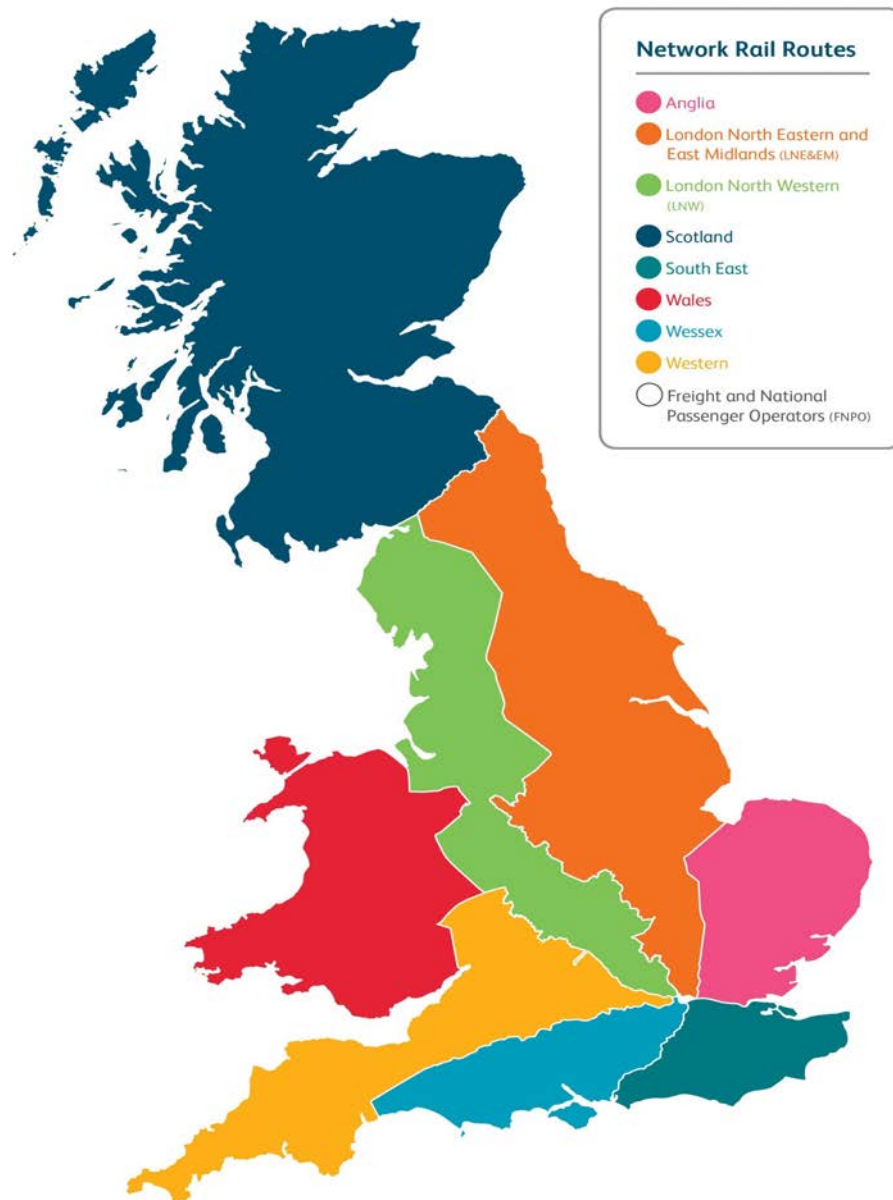 Network Rail Routes
Anglia
London North Eastern and
East Midlands (LNE&EM)
London North Western
(LNW)
Scotland
South East
Wales
Wessex
Western
Freight and National
Passenger Operators (FNPO)